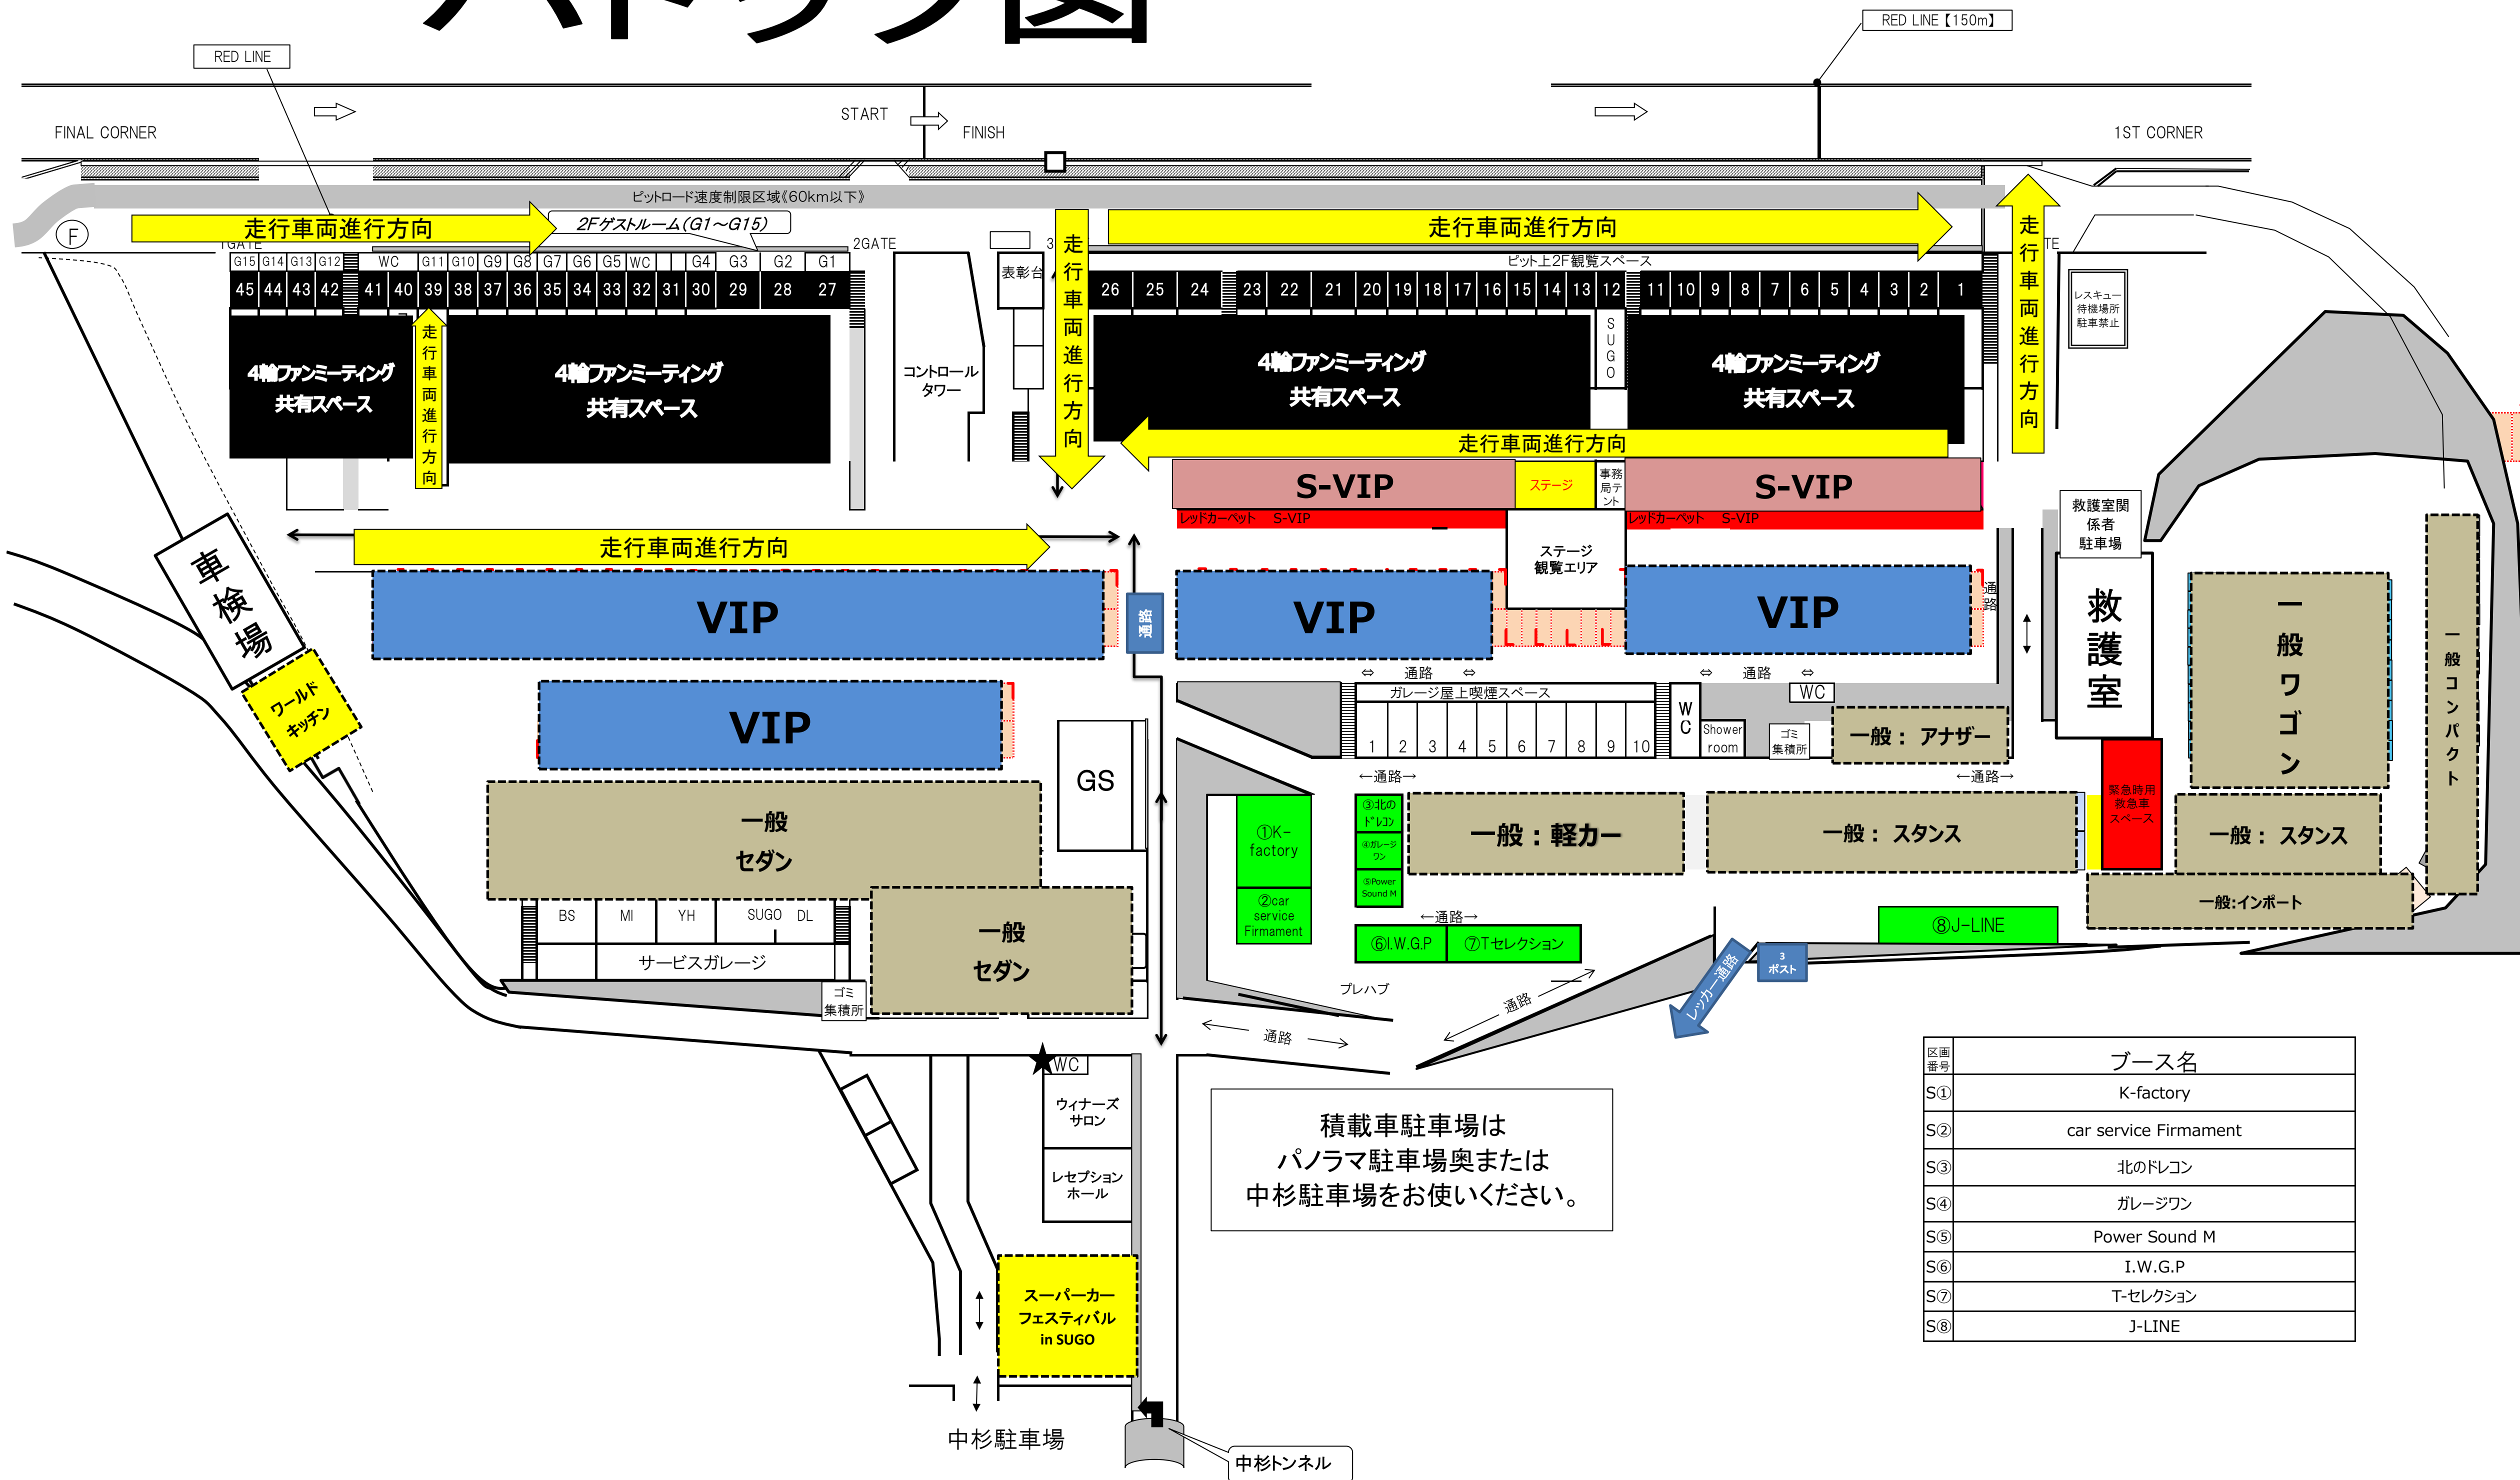 パドック図
RED LINE【150m】
RED LINE
START
FINAL CORNER
FINISH
1ST CORNER
ピットロード速度制限区域《60km以下》
走行車両進行方向
2Fゲストルーム(G1～G15)
走行車両進行方向
走行車両進行方向
走行車両進行方向
F
1GATE
2GATE
3
TE
G15 G14 G13 G12 WC G11 G10 G9 G8 G7 G6 G5 WC G4 G3 G2 G1
表彰台
ピット上2F観覧スペース
45 44 43 42 41 40 39 38 37 36 35 34 33 32 31 30 29 28 27
26 25 24 23 22 21 20 19 18 17 16 15 14 13 12 11 10 9 8 7 6 5 4 3 2 1
レスキュー
待機場所
駐車禁止
走行車両進行方向
SUGO
4輪ファンミーティング
共有スペース
4輪ファンミーティング
共有スペース
コントロール
タワー
4輪ファンミーティング
共有スペース
4輪ファンミーティング
共有スペース
走行車両進行方向
S-VIP
ステージ
事務
局テ
ント
S-VIP
レッドカーペット S-VIP
レッドカーペット S-VIP
救護室関
係者
駐車場
走行車両進行方向
ステージ
観覧エリア
車検場
VIP
通路
VIP
VIP
通路
救護室
一般ワゴン
一般コンパクト
ワールド
キッチン
⇔ 通路 ⇔
⇔ 通路 ⇔
VIP
ガレージ屋上喫煙スペース
1 2 3 4 5 6 7 8 9 10
WC
Shower
room
WC
ゴミ
集積所
一般： アナザー
GS
←通路→
←通路→
一般
セダン
①K-
factory
②car
service
Firmament
③北の
ドレコン
④ガレージ
ワン
⑤Power
Sound M
一般：軽カー
一般： スタンス
緊急時用
救急車
スペース
一般： スタンス
一般:インポート
BS MI YH SUGO DL
サービスガレージ
一般
セダン
ゴミ
集積所
←通路→
⑥I.W.G.P
⑦Tセレクション
⑧J-LINE
レッカー通路
3
ポスト
プレハブ
通路
通路
★
WC
ウィナーズ
サロン
レセプション
ホール
積載車駐車場は
パノラマ駐車場奥または
中杉駐車場をお使いください。
スーパーカー
フェスティバル
in SUGO
中杉駐車場
中杉トンネル
区画
番号
ブース名
S① K-factory
S② car service Firmament
S③ 北のドレコン
S④ ガレージワン
S⑤ Power Sound M
S⑥ I.W.G.P
S⑦ T-セレクション
S⑧ J-LINE